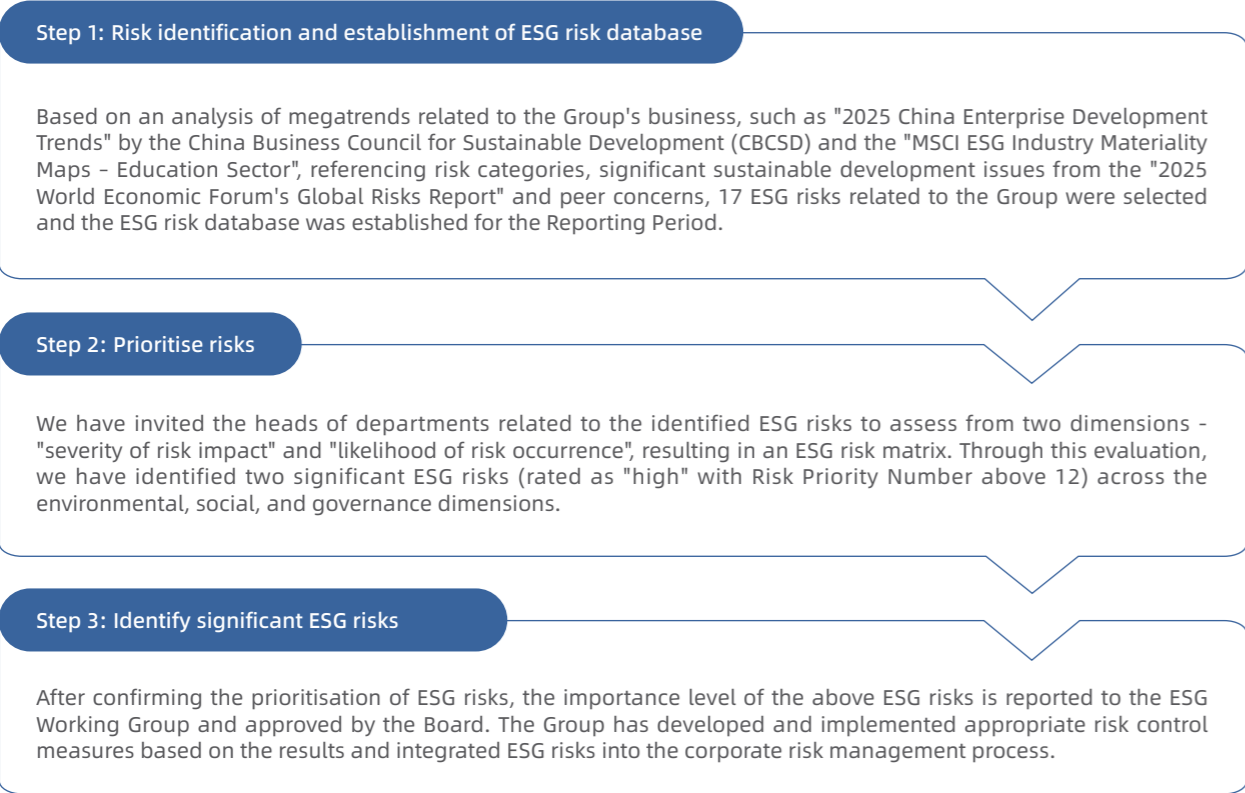 Step 1: Risk identification and establishment of ESG risk database
Based on an analysis of megatrends related to the Group's business, such as "2025 China Enterprise Development
Trends" by the China Business Council for Sustainable Development (CBCSD) and the "MSCI ESG Industry Materiality
Maps – Education Sector", referencing risk categories, significant sustainable development issues from the "2025
World Economic Forum's Global Risks Report" and peer concerns, 17 ESG risks related to the Group were selected
and the ESG risk database was established for the Reporting Period.
Step 2: Prioritise risks
We have invited the heads of departments related to the identified ESG risks to assess from two dimensions -
"severity of risk impact" and "likelihood of risk occurrence", resulting in an ESG risk matrix. Through this evaluation,
we have identified two significant ESG risks (rated as "high" with Risk Priority Number above 12) across the
environmental, social, and governance dimensions.
Step 3: Identify significant ESG risks
After confirming the prioritisation of ESG risks, the importance level of the above ESG risks is reported to the ESG
Working Group and approved by the Board. The Group has developed and implemented appropriate risk control
measures based on the results and integrated ESG risks into the corporate risk management process.